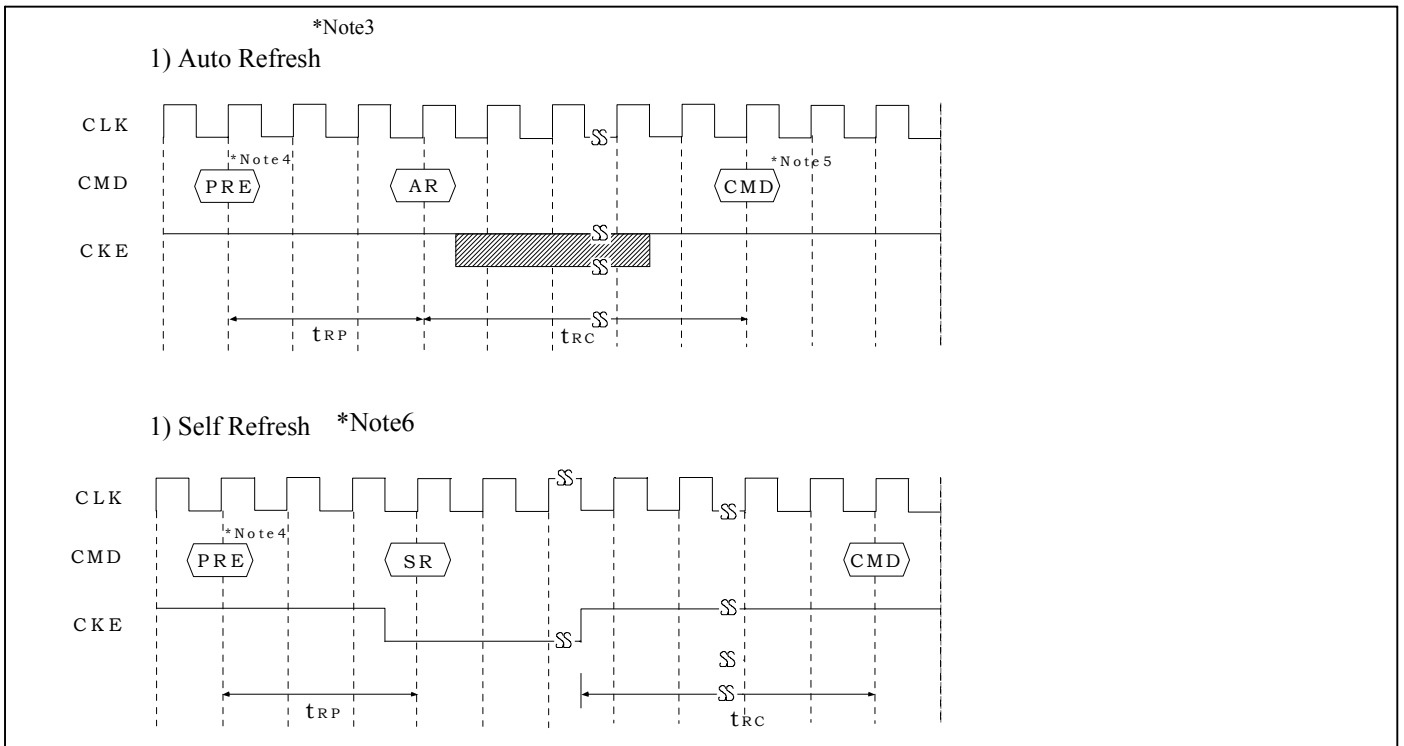 *Note3
1) Auto Refresh
CLK
*Note4
*Note5
CMD
PRE
AR
CMD
CKE
tRP
tRC
1) Self Refresh *Note6
CLK
*Note4
CMD
PRE
SR
CMD
CKE
tRP
tRC